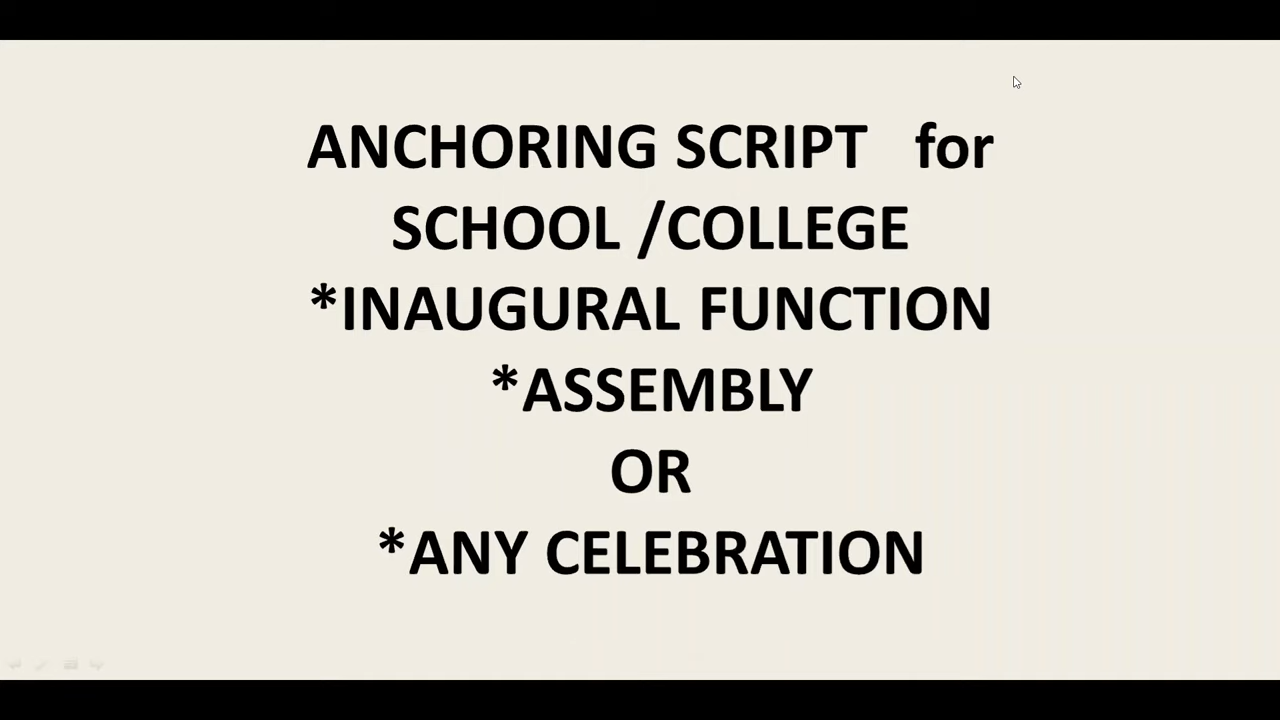 ANCHORING SCRIPT   for
SCHOOL /COLLEGE
*INAUGURAL FUNCTION
*ASSEMBLY
OR
*ANY CELEBRATION